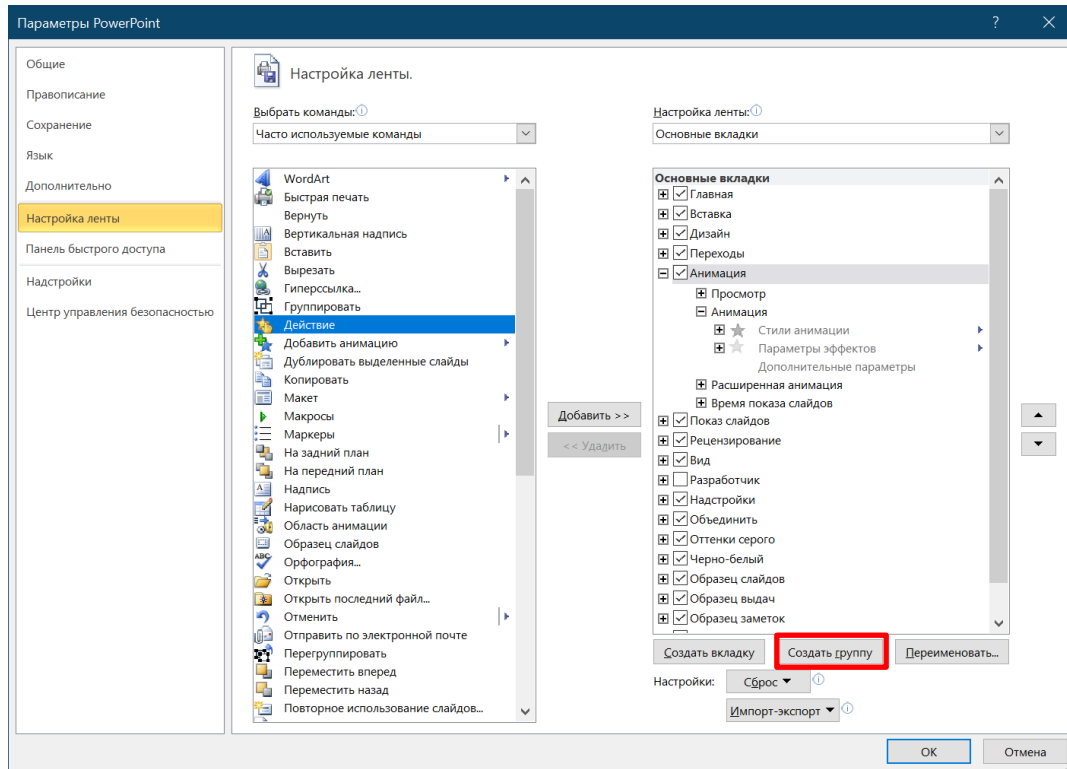 Параметры PowerPoint
?
Общие
Правописание
Сохранение
Язык
Дополнительно
Настройка ленты
Панель быстрого доступа
Надстройки
Центр управления безопасностью
Настройка ленты.
Выбрать команды:
Часто используемые команды
WordArt
Быстрая печать
Вернуть
Вертикальная надпись
Вставить
Вырезать
Гиперссылка...
Группировать
Действие
Добавить анимацию
Дублировать выделенные слайды
Копировать
Макет
Макросы
Маркеры
На задний план
На передний план
Надпись
Нарисовать таблицу
Область анимации
Образец слайдов
Орфография...
Открыть
Открыть последний файл...
Отменить
Отправить по электронной почте
Перегруппировать
Переместить вперед
Переместить назад
Повторное использование слайдов...
Добавить >>
<< Удалить
Настройка ленты:
Основные вкладки
Основные вкладки
Главная
Вставка
Дизайн
Переходы
Анимация
Просмотр
Анимация
Стили анимации
Параметры эффектов
Дополнительные параметры
Расширенная анимация
Время показа слайдов
Показ слайдов
Рецензирование
Вид
Разработчик
Надстройки
Объединить
Оттенки серого
Черно-белый
Образец слайдов
Образец выдач
Образец заметок
Создать вкладку
Создать группу
Переименовать...
Настройки:
Сброс
Импорт-экспорт
ОК
Отмена